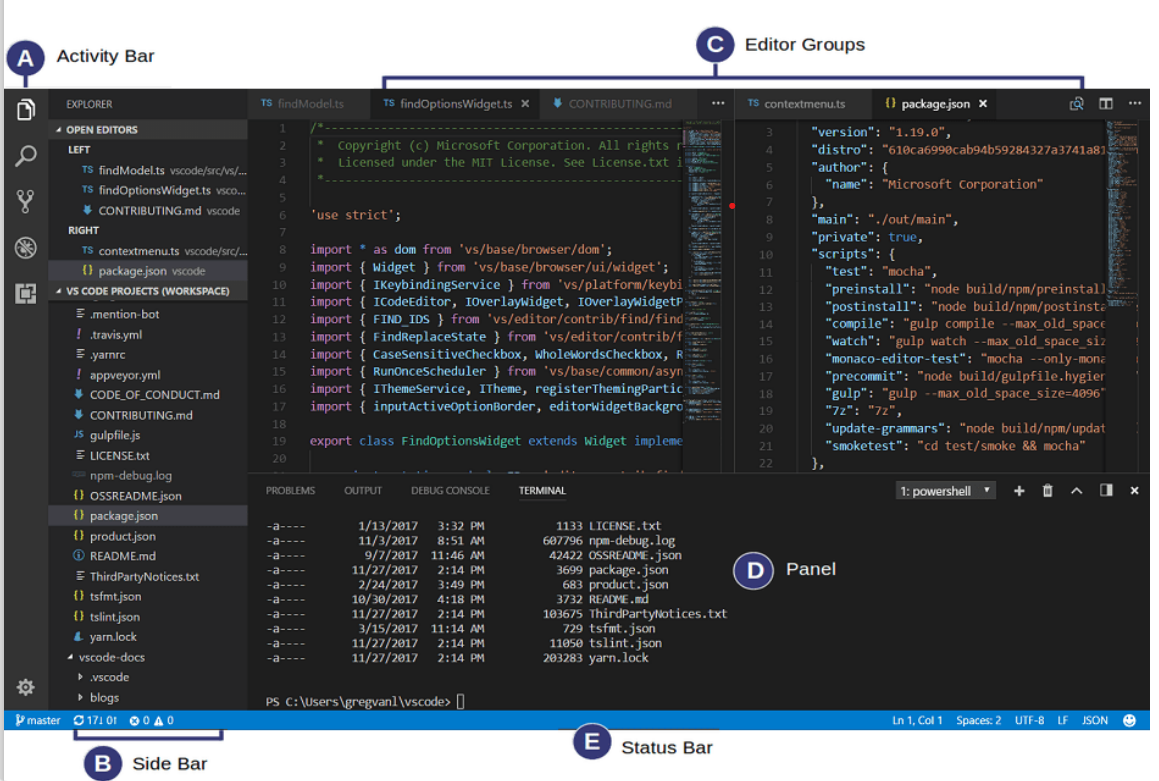 A Activity Bar
C Editor Groups
EXPLORER
OPEN EDITORS
LEFT
TS findModel.ts vscode/src/vs/...
TS findOptionsWidget.ts vsco...
CONTRIBUTING.md vscode
RIGHT
TS contextmenu.ts vscode/src/...
{} package.json vscode
VS CODE PROJECTS (WORKSPACE)
.mention-bot
! .travis.yml
.yarnrc
! appveyor.yml
CODE_OF_CONDUCT.md
CONTRIBUTING.md
JS gulpfile.js
LICENSE.txt
npm-debug.log
{} OSSREADME.json
{} package.json
{} product.json
README.md
ThirdPartyNotices.txt
{} tsfmt.json
{} tslint.json
yarn.lock
vscode-docs
.vscode
blogs
TS findModel.ts TS findOptionsWidget.ts × CONTRIBUTING.md ...
1 /*---------------------------------------------------------
2 * Copyright (c) Microsoft Corporation. All rights r
3 * Licensed under the MIT License. See License.txt i
4 *---------------------------------------------------------
5
6 'use strict';
7
8 import * as dom from 'vs/base/browser/dom';
9 import { Widget } from 'vs/base/browser/ui/widget';
10 import { IKeybindingService } from 'vs/platform/keybi
11 import { ICodeEditor, IOverlayWidget, IOverlayWidgetP
12 import { FIND_IDS } from 'vs/editor/contrib/find/find
13 import { FindReplaceState } from 'vs/editor/contrib/f
14 import { CaseSensitiveCheckbox, WholeWordsCheckbox, R
15 import { RunOnceScheduler } from 'vs/base/common/asyn
16 import { IThemeService, ITheme, registerThemingPartic
17 import { inputActiveOptionBorder, editorWidgetBackgro
18
19 export class FindOptionsWidget extends Widget impleme
20
TS contextmenu.ts {} package.json × ...
3 "version": "1.19.0",
4 "distro": "610ca6990cab94b59284327a3741a81
5 "author": {
6 "name": "Microsoft Corporation"
7 },
8 "main": "./out/main",
9 "private": true,
10 "scripts": {
11 "test": "mocha",
12 "preinstall": "node build/npm/preinstall
13 "postinstall": "node build/npm/postinsta
14 "compile": "gulp compile --max_old_space
15 "watch": "gulp watch --max_old_space_siz
16 "monaco-editor-test": "mocha --only-mona
17 "precommit": "node build/gulpfile.hygien
18 "gulp": "gulp --max_old_space_size=4096"
19 "7z": "7z",
20 "update-grammars": "node build/npm/updat
21 "smoketest": "cd test/smoke && mocha"
22 },
PROBLEMS OUTPUT DEBUG CONSOLE TERMINAL 1: powershell
-a---- 1/13/2017 3:32 PM 1133 LICENSE.txt
-a---- 11/3/2017 8:51 AM 607796 npm-debug.log
-a---- 9/7/2017 11:46 AM 42422 OSSREADME.json
-a---- 11/27/2017 2:14 PM 3699 package.json
-a---- 2/24/2017 3:49 PM 683 product.json
-a---- 10/30/2017 4:18 PM 3732 README.md
-a---- 11/27/2017 2:14 PM 103675 ThirdPartyNotices.txt
-a---- 3/15/2017 11:14 AM 729 tsfmt.json
-a---- 11/27/2017 2:14 PM 11050 tslint.json
-a---- 11/27/2017 2:14 PM 203283 yarn.lock
PS C:\Users\gregvanl\vscode>
D Panel
master 17↓ 0↑ 0 0 Ln 1, Col 1 Spaces: 2 UTF-8 LF JSON
B Side Bar
E Status Bar